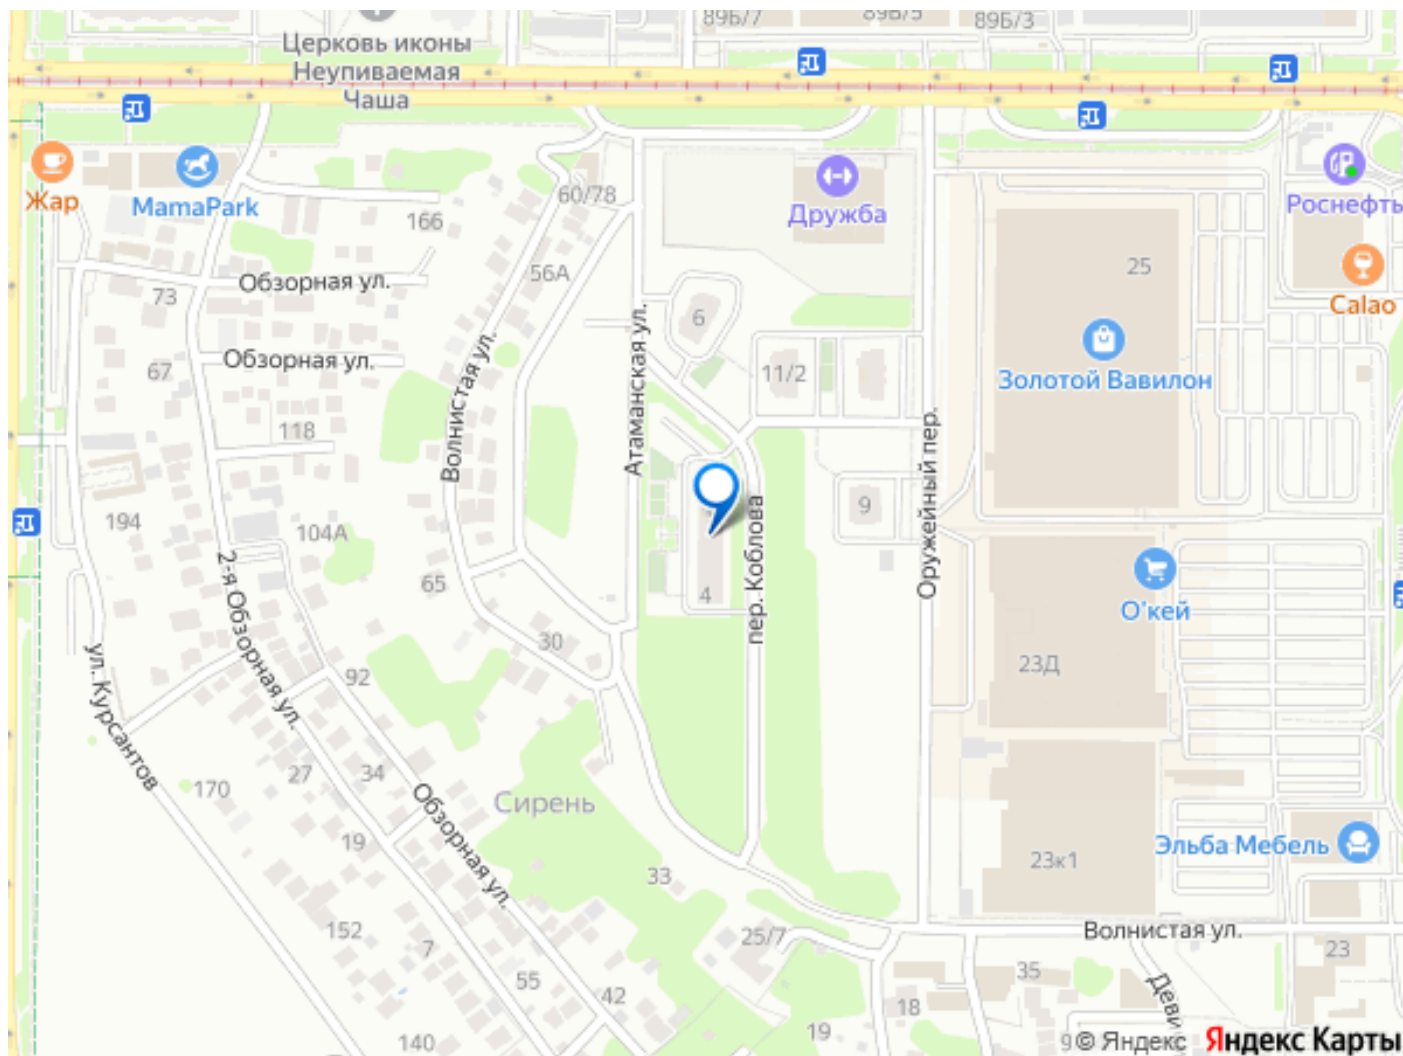 89Б/7
89Б/5
89Б/3
Церковь иконы
Неупиваемая
Чаша
Жар
MamaPark
166
60/78
Дружба
Роснефть
25
Calao
Обзорная ул.
73
56А
6
Обзорная ул.
67
11/2
Золотой Вавилон
Волнистая ул.
Атаманская ул.
118
Оружейный пер.
194
104А
9
2-я Обзорная ул.
65
4
пер. Коблова
О'кей
30
23Д
92
ул. Курсантов
27
34
170
Сирень
Обзорная ул.
19
33
23к1
Эльба Мебель
152
7
25/7
Волнистая ул.
23
55
42
35
18
Деви
19
140
9
© Яндекс Яндекс Карты